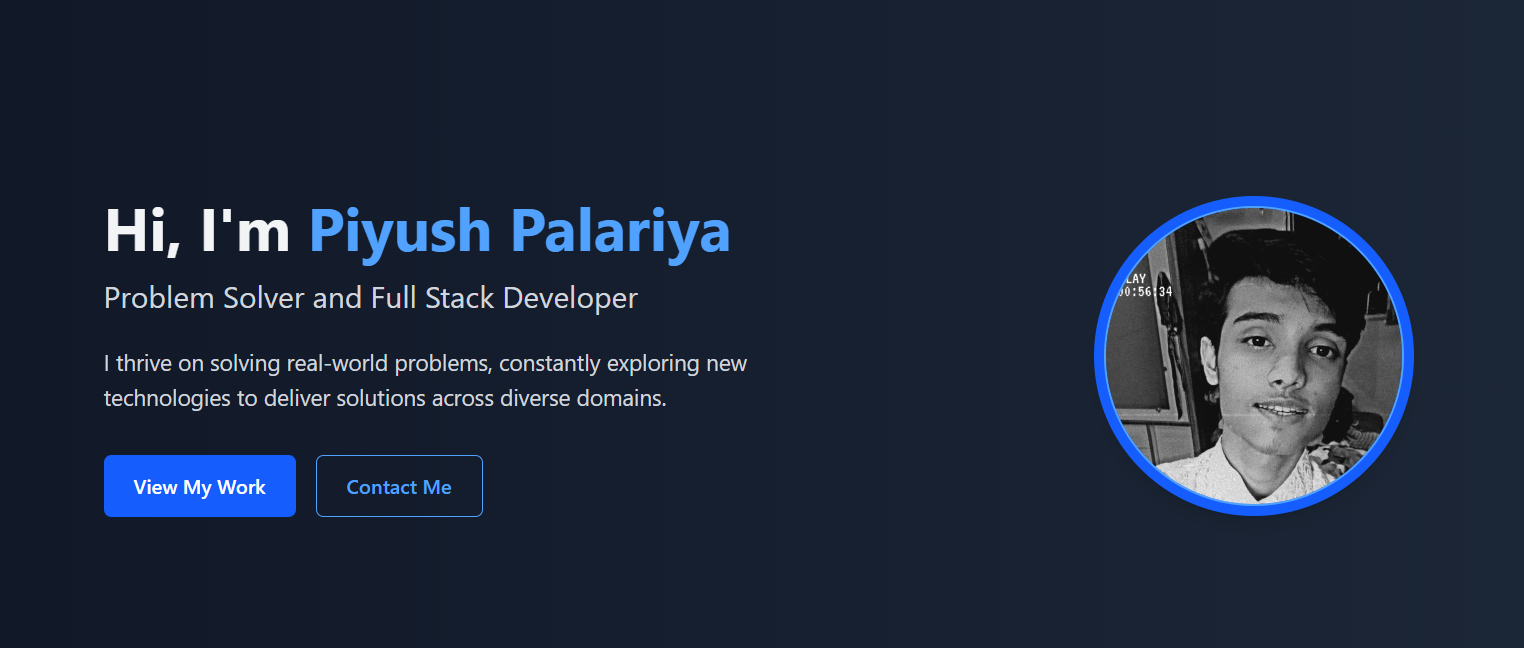 Hi, I'm Piyush Palariya
Problem Solver and Full Stack Developer
I thrive on solving real-world problems, constantly exploring new
technologies to deliver solutions across diverse domains.
View My Work
Contact Me
LAY
00:56:34